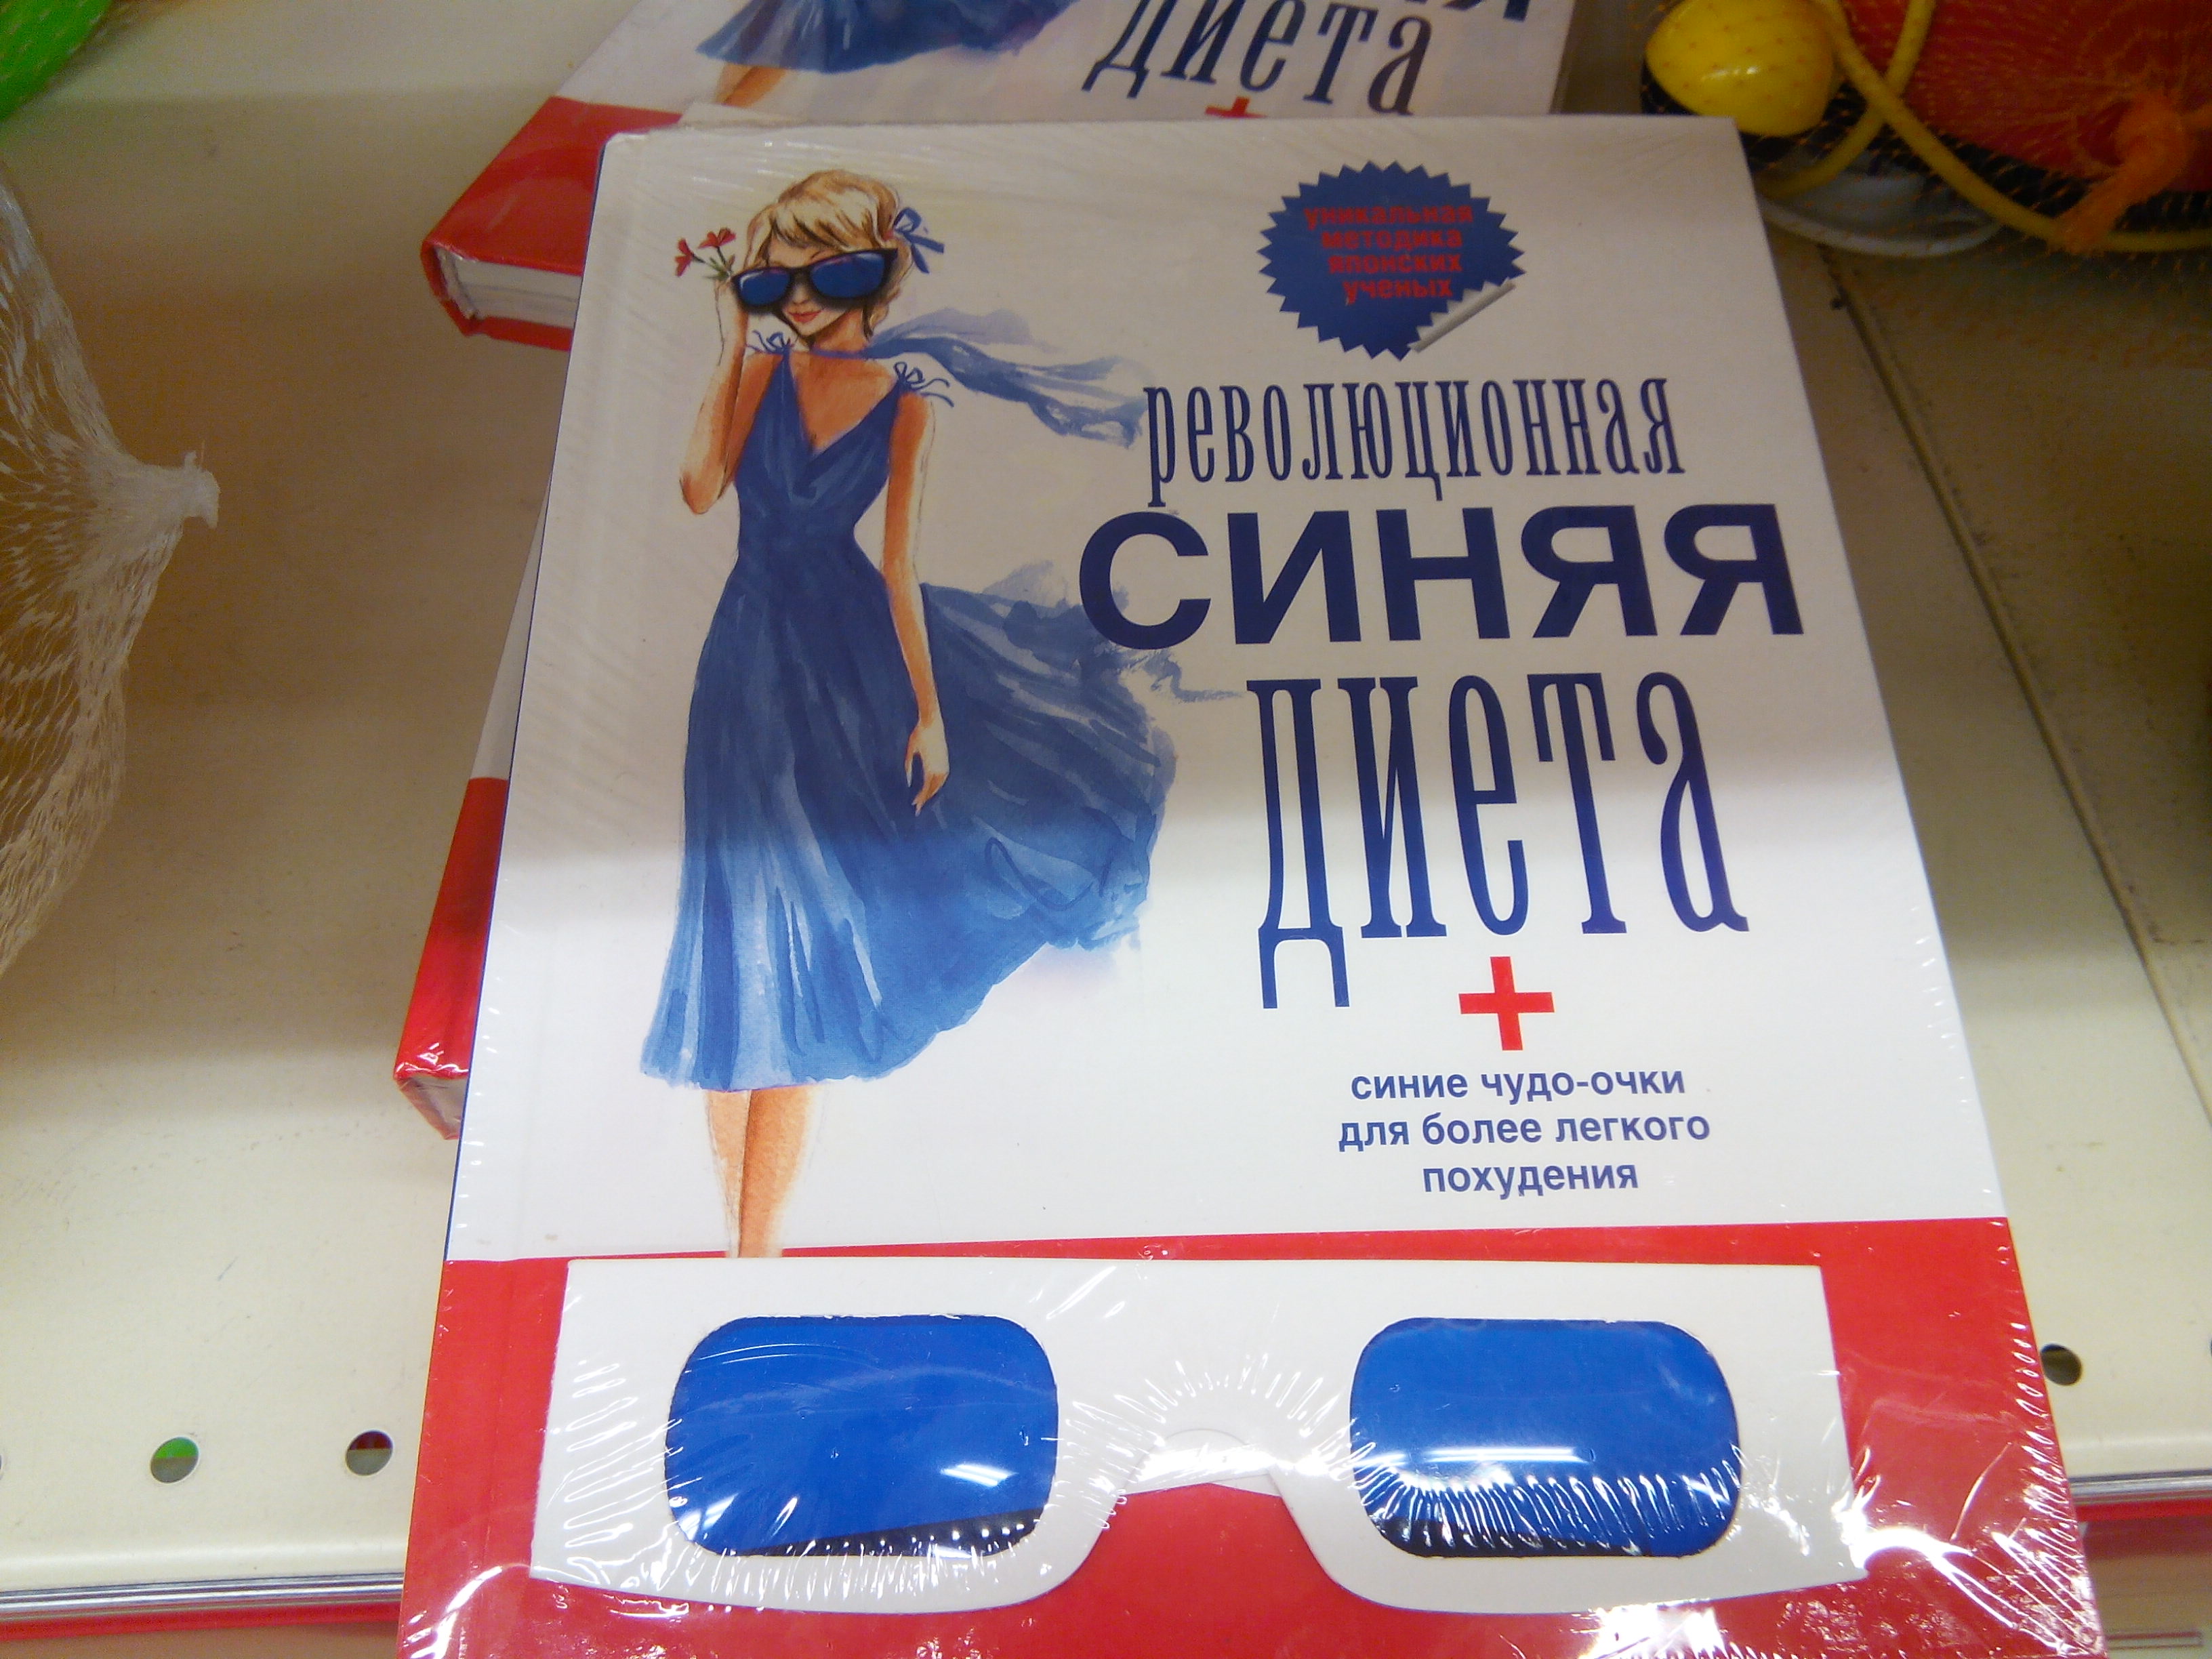 диета
+
уникальная
методика
японских
ученых
революционная
синяя
диета
+
синие чудо-очки
для более легкого
похудения